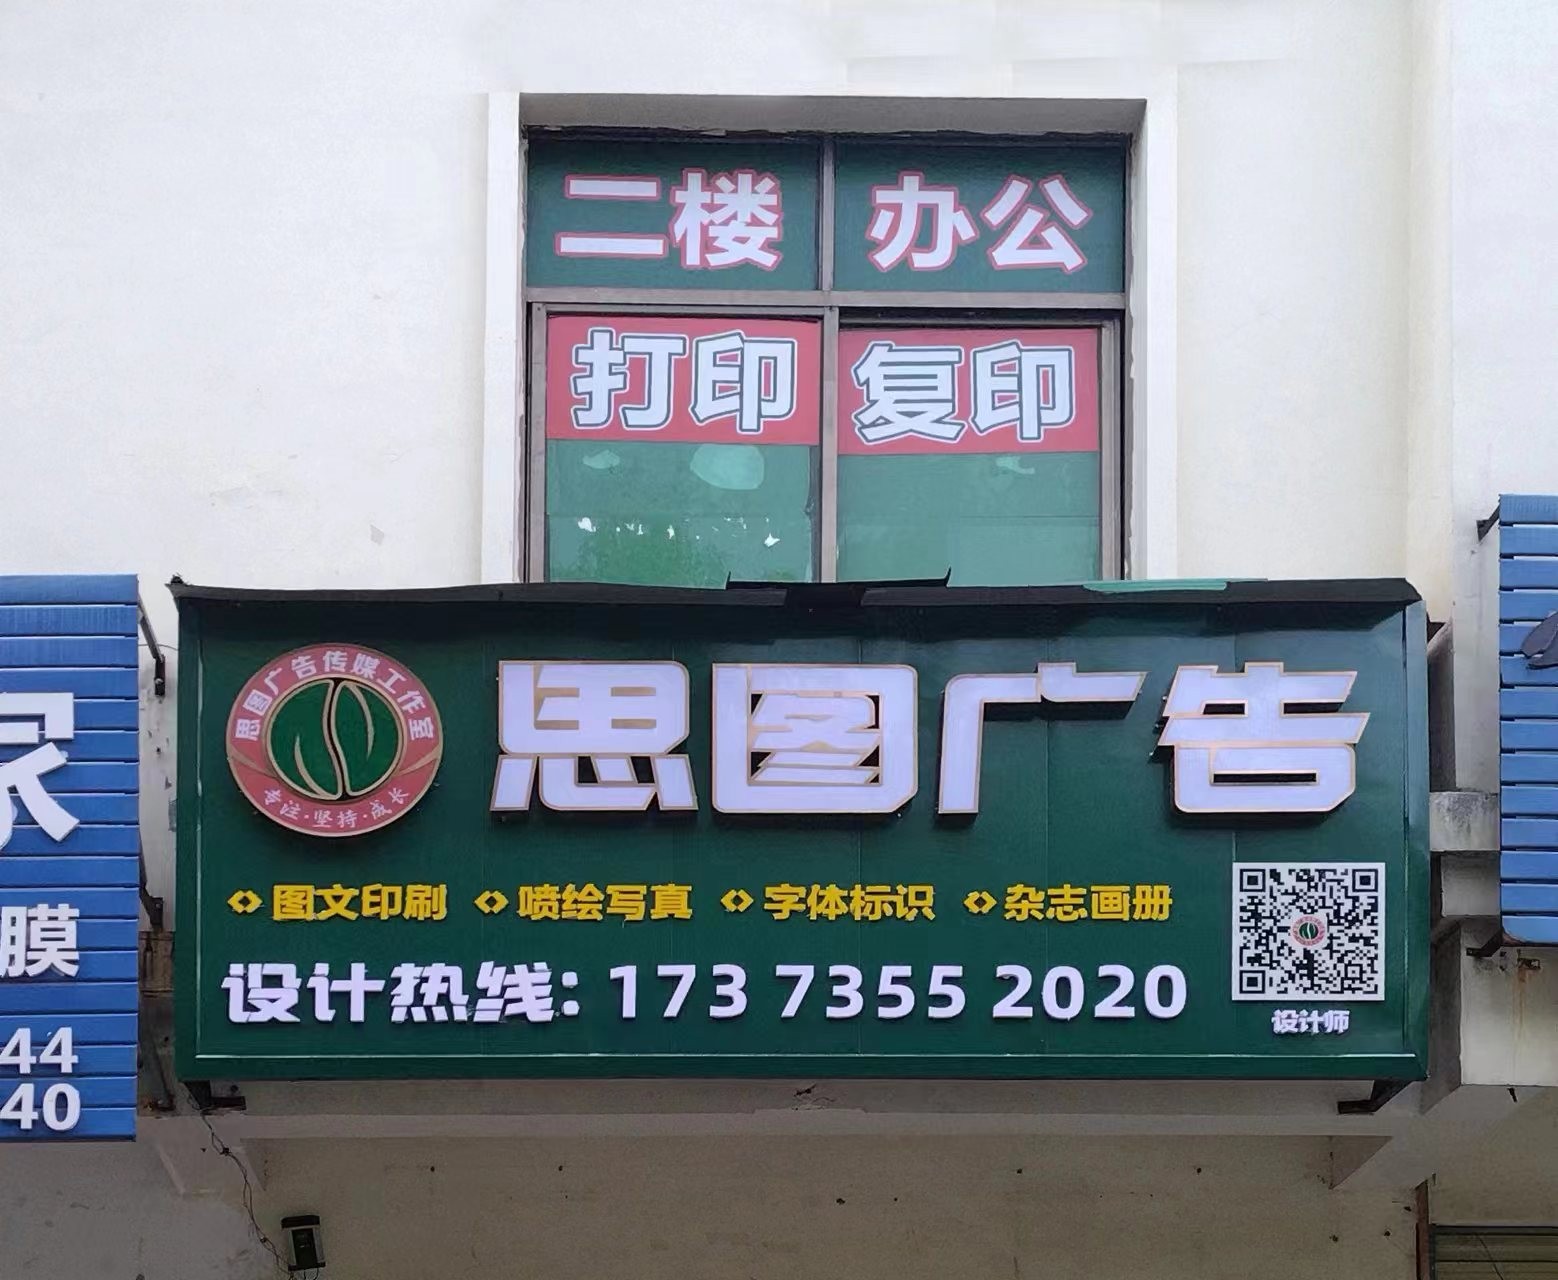 二楼 办公
打印 复印
思图广告传媒工作室
专注·坚持·成长
思图广告
图文印刷 喷绘写真 字体标识 杂志画册
设计热线：173 7355 2020
设计师
家
膜
44
40